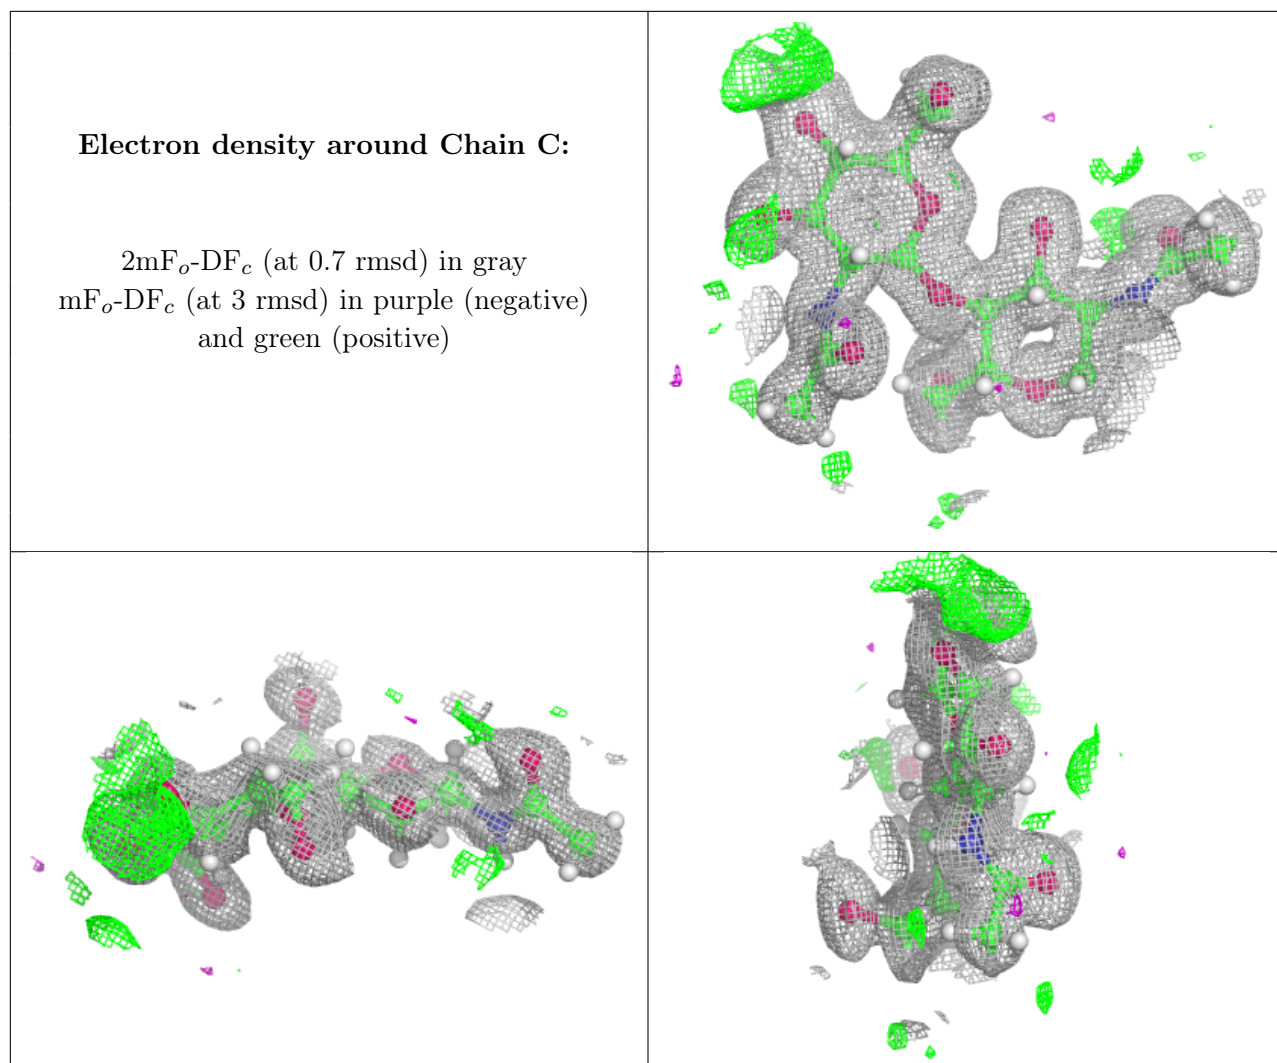 Electron density around Chain C:
2mFₒ-DF𝒸 (at 0.7 rmsd) in gray
mFₒ-DF𝒸 (at 3 rmsd) in purple (negative)
and green (positive)